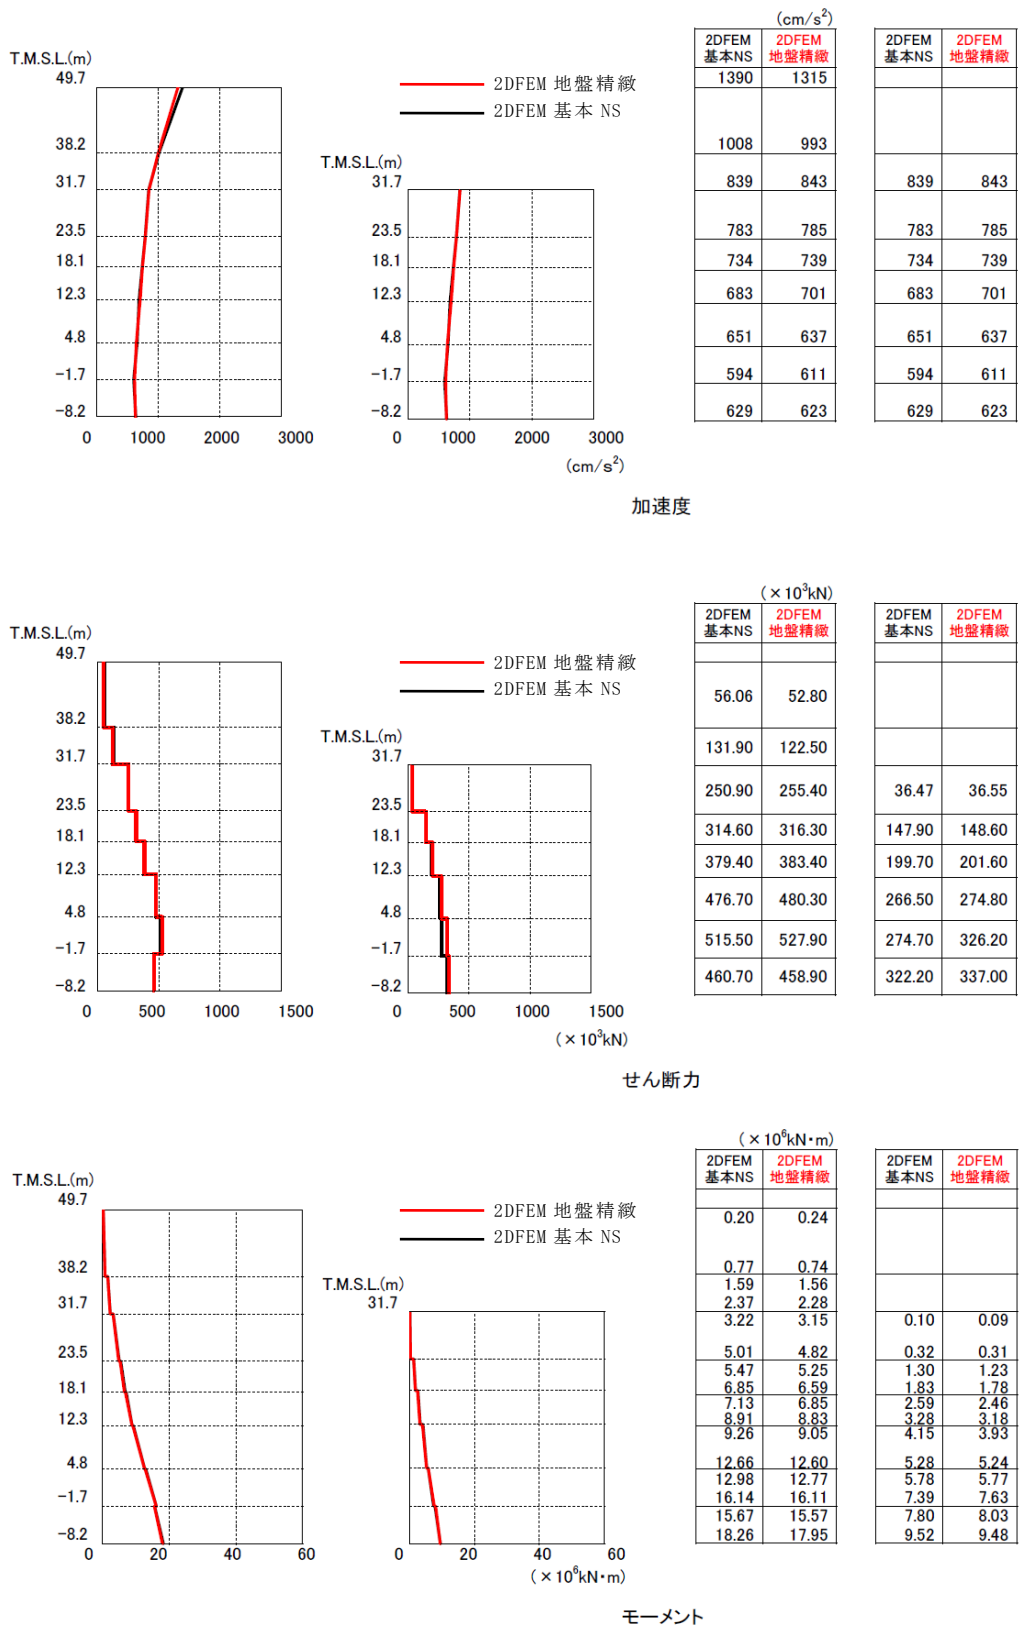 (cm/s²)
2DFEM 2DFEM 2DFEM 2DFEM
基本NS 地盤精緻 基本NS 地盤精緻
T.M.S.L.(m)
49.7
2DFEM 地盤精緻
2DFEM 基本 NS
1390 1315
38.2
1008 993
T.M.S.L.(m)
31.7 31.7
839 843 839 843
23.5 23.5
783 785 783 785
18.1 18.1
734 739 734 739
12.3 12.3
683 701 683 701
4.8 4.8
651 637 651 637
-1.7 -1.7
594 611 594 611
-8.2 -8.2
629 623 629 623
0 1000 2000 3000 0 1000 2000 3000
(cm/s²)
加速度
(×10³kN)
2DFEM 2DFEM 2DFEM 2DFEM
基本NS 地盤精緻 基本NS 地盤精緻
T.M.S.L.(m)
49.7
2DFEM 地盤精緻
2DFEM 基本 NS
56.06 52.80
38.2
T.M.S.L.(m)
131.90 122.50
31.7 31.7
250.90 255.40 36.47 36.55
23.5 23.5
314.60 316.30 147.90 148.60
18.1 18.1
379.40 383.40 199.70 201.60
12.3 12.3
476.70 480.30 266.50 274.80
4.8 4.8
515.50 527.90 274.70 326.20
-1.7 -1.7
460.70 458.90 322.20 337.00
-8.2 -8.2
0 500 1000 1500 0 500 1000 1500
(×10³kN)
せん断力
(×10⁶kN・m)
2DFEM 2DFEM 2DFEM 2DFEM
基本NS 地盤精緻 基本NS 地盤精緻
T.M.S.L.(m)
49.7
2DFEM 地盤精緻
2DFEM 基本 NS
0.20 0.24
0.77 0.74
38.2
T.M.S.L.(m)
1.59 1.56
2.37 2.28
31.7 31.7
3.22 3.15 0.10 0.09
5.01 4.82 0.32 0.31
23.5
5.47 5.25 1.30 1.23
6.85 6.59 1.83 1.78
18.1
7.13 6.85 2.59 2.46
8.91 8.83 3.28 3.18
12.3
9.26 9.05 4.15 3.93
12.66 12.60 5.28 5.24
4.8
12.98 12.77 5.78 5.77
16.14 16.11 7.39 7.63
-1.7
15.67 15.57 7.80 8.03
18.26 17.95 9.52 9.48
-8.2
0 20 40 60 0 20 40 60
(×10⁶kN・m)
モーメント